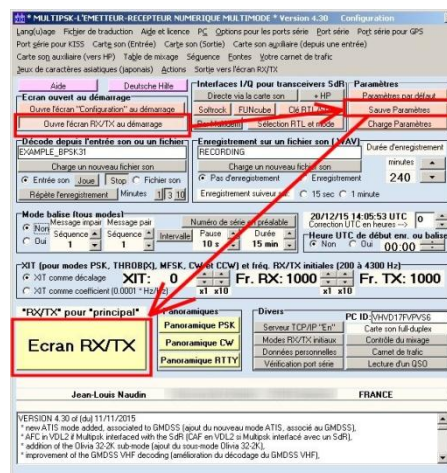 * MULTIPSK-L'EMETTEUR-RECEPTEUR NUMERIQUE MULTIMODE * Version 4.30 Configuration
Lang(u)age Fichier de traduction Aide et licence PC Options pour les ports série Port série Port série pour GPS
Port série pour KISS Carte son (Entrée) Carte son (Sortie) Carte son auxiliaire (depuis une entrée)
Carte son auxiliaire (vers HP) Table de mixage Séquence Fontes Votre carnet de trafic
Jeux de caractères asiatiques (japonais) Actions Sortie vers l'écran RX/TX
Aide Deutsche Hilfe
Interfaces I/Q pour transceivers SdR
Directe via la carte son + HP
Softrock FUNcube Clé RTL
Sélection RTL et mode
Paramètres
Paramètres par défaut
Sauve Paramètres
Charge Paramètres
Ecran ouvert au démarrage
Ouvre l'écran "Configuration" au démarrage
Ouvre l'écran RX/TX au démarrage
Décode depuis l'entrée son ou un fichier son
EXAMPLE_BPSK31
Charge un nouveau fichier son
Entrée son Joue Stop Fichier son
Répète l'enregistrement Minutes 1 3 10
Enregistrement sur un fichier son (.WAV)
RECORDING
Charge un nouveau fichier son
Pas d'enregistrement Enregistrement
Enregistrement suiveur sur: 15 sec 1 minute
Durée d'enregistrement
minutes
240
Mode balise (tous modes)
Non
Oui
Message impair Message pair
Séquence Séquence
1 1
Intervalle
Numéro de série en préalable
Pause Durée
10 s 15 min
20/12/15 14:05:53 UTC
Correction UTC en heures --> 0
Heure UTC de début enr. ou balise
Non Oui 00:00
XIT (pour modes PSK, THROB(X), MFSK, CW et CCW) et fréq. RX/TX initiales (200 à 4300 Hz)
XIT comme décalage
XIT comme coefficient (0.0001 * Hz/Hz)
XIT: 0 Fr. RX: 1000 Fr. TX: 1000
x1 x10 x1 x10
"RX/TX" pour "principal"
Ecran RX/TX
Panoramiques
Panoramique PSK
Panoramique CW
Panoramique RTTY
Divers
Serveur TCP/IP "En"
Modes RX/TX initiaux
Données personnelles
Vérification port série
PC ID: VHVD17FVPVS6
Carte son full-duplex
Contrôle du mixage
Carnet de trafic
Lecture d'un QSO
Jean-Louis Naudin FRANCE
VERSION 4.30 of (du) 11/11/2015
* new ATIS mode added, associated to GMDSS (ajout du nouveau mode ATIS, associé au GMDSS),
* AFC in VDL2 if Multipsk interfaced with the SdR (CAF en VDL2 si Multipsk interfacé avec un SdR),
* addition of the Olivia 32-2K sub-mode (ajout du sous-mode Olivia 32-2K),
* improvement of the GMDSS VHF decoding (amélioration du décodage du GMDSS VHF),